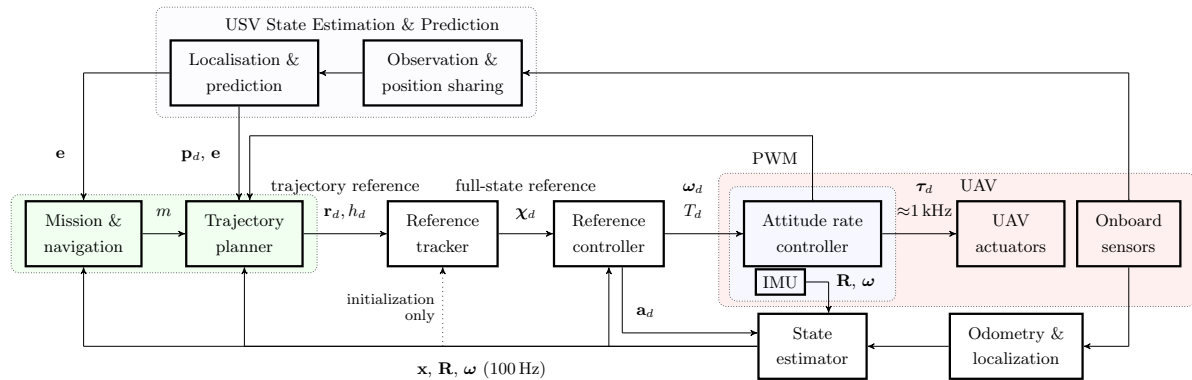 USV State Estimation & Prediction
Localisation &
prediction
Observation &
position sharing
e
p_d, e
PWM
trajectory reference
full-state reference
ω_d
τ_d
UAV
Mission &
navigation
m
Trajectory
planner
r_d, h_d
Reference
tracker
χ_d
Reference
controller
T_d
Attitude rate
controller
≈1 kHz
UAV
actuators
Onboard
sensors
IMU
R, ω
initialization
only
a_d
State
estimator
Odometry &
localization
x, R, ω (100 Hz)